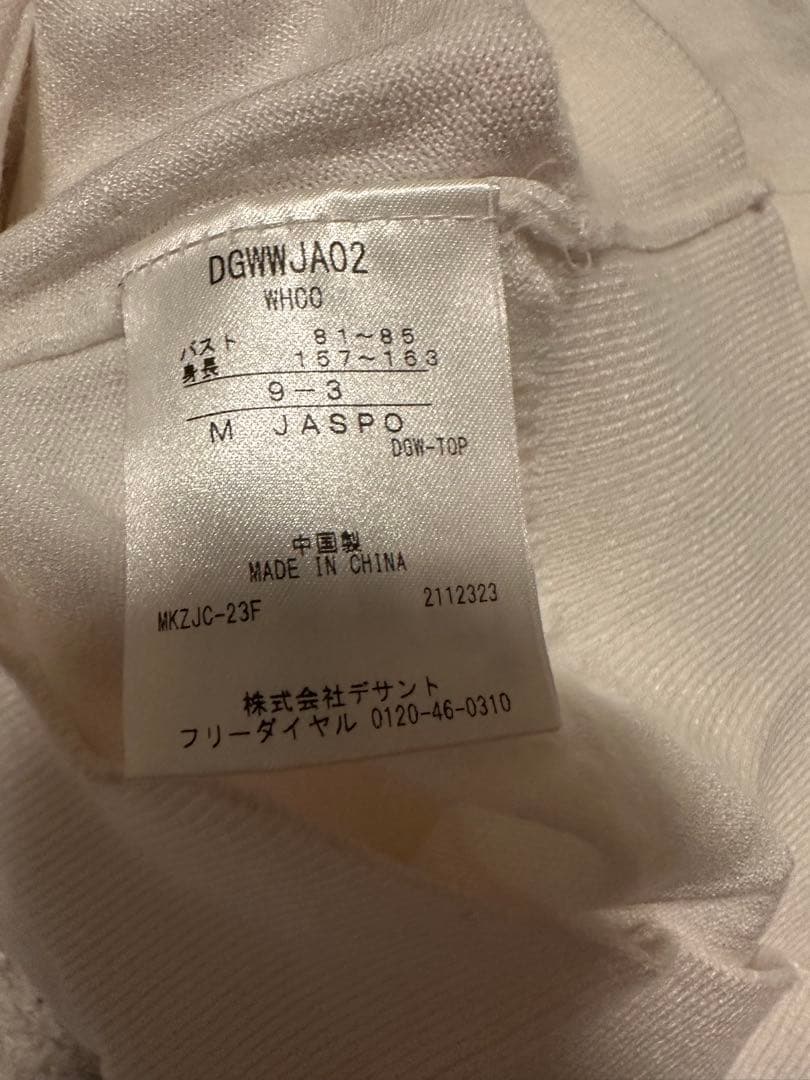 DGWWJA02
WH00
バスト 81～85
身長 157～163
9-3
M JASPO
DGW-TOP
中国製
MADE IN CHINA
MKZJC-23F 2112323
株式会社デサント
フリーダイヤル 0120-46-0310